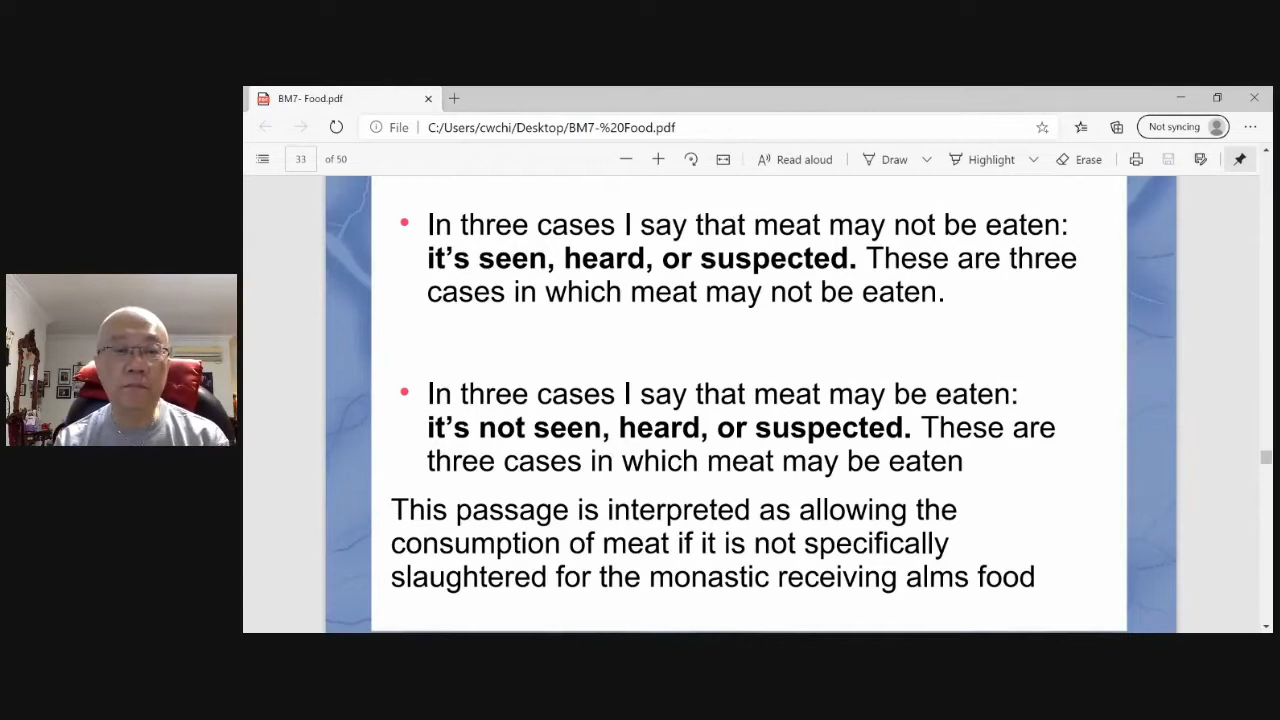 BM7- Food.pdf
File
C:/Users/cwchi/Desktop/BM7-%20Food.pdf
Not syncing
33 of 50
Read aloud
Draw
Highlight
Erase
• In three cases I say that meat may not be eaten:
it’s seen, heard, or suspected. These are three
cases in which meat may not be eaten.
• In three cases I say that meat may be eaten:
it’s not seen, heard, or suspected. These are
three cases in which meat may be eaten
This passage is interpreted as allowing the
consumption of meat if it is not specifically
slaughtered for the monastic receiving alms food